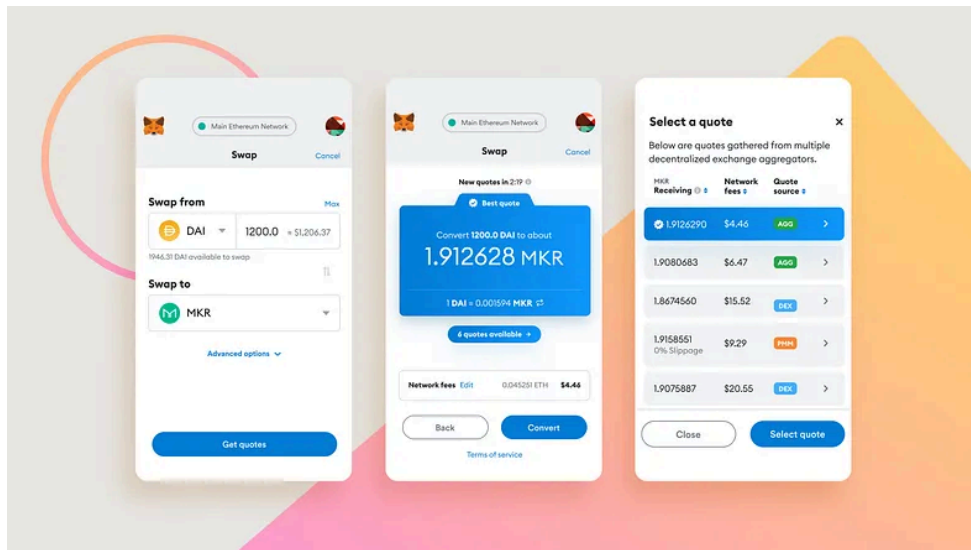 Main Ethereum Network
Swap
Cancel
Swap from
Max
DAI
1200.0
≈ $1,206.37
1946.31 DAI available to swap
Swap to
MKR
Advanced options
Get quotes
Main Ethereum Network
Swap
Cancel
New quotes in 2:19
Best quote
Convert 1200.0 DAI to about
1.912628 MKR
1 DAI = 0.001594 MKR
6 quotes available
Network fees Edit 0.045251 ETH $4.46
Back
Convert
Terms of service
Select a quote
Below are quotes gathered from multiple
decentralized exchange aggregators.
MKR
Receiving
Network
fees
Quote
source
1.9126290 $4.46 AGG
1.9080683 $6.47 AGG
1.8674560 $15.52 DEX
1.9158551
0% Slippage
$9.29 PMM
1.9075887 $20.55 DEX
Close
Select quote